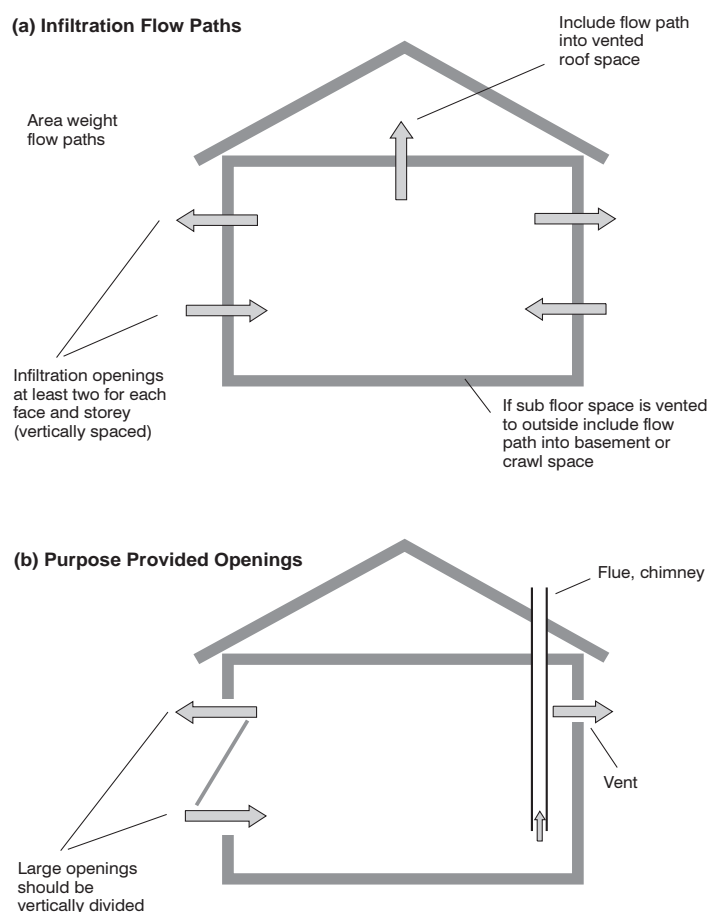 (a) Infiltration Flow Paths
Include flow path
into vented
roof space
Area weight
flow paths
Infiltration openings
at least two for each
face and storey
(vertically spaced)
If sub floor space is vented
to outside include flow
path into basement or
crawl space
(b) Purpose Provided Openings
Flue, chimney
Vent
Large openings
should be
vertically divided